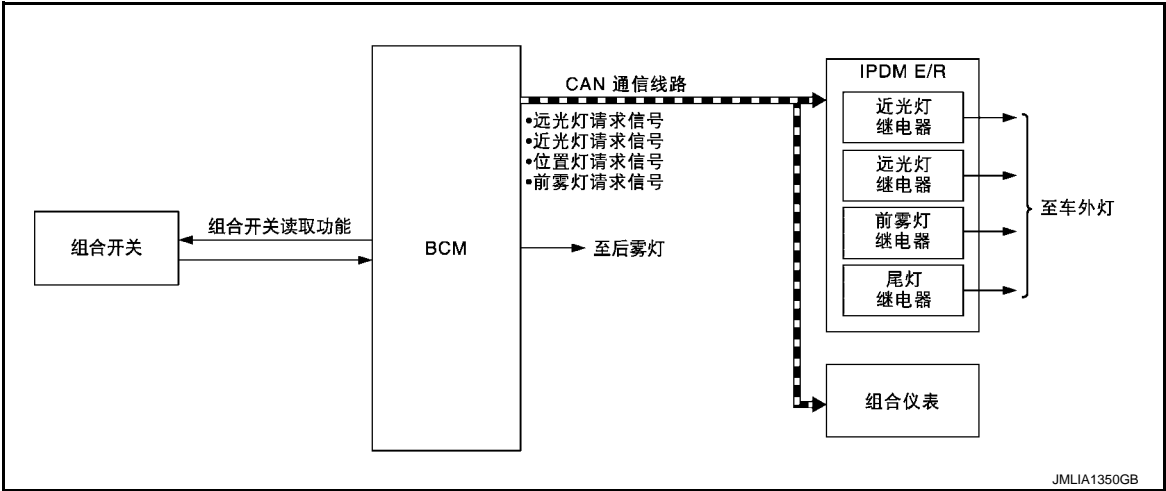 CAN 通信线路
•远光灯请求信号
•近光灯请求信号
•位置灯请求信号
•前雾灯请求信号
组合开关
组合开关读取功能
BCM
至后雾灯
IPDM E/R
近光灯
继电器
远光灯
继电器
前雾灯
继电器
尾灯
继电器
至车外灯
组合仪表
JMLIA1350GB